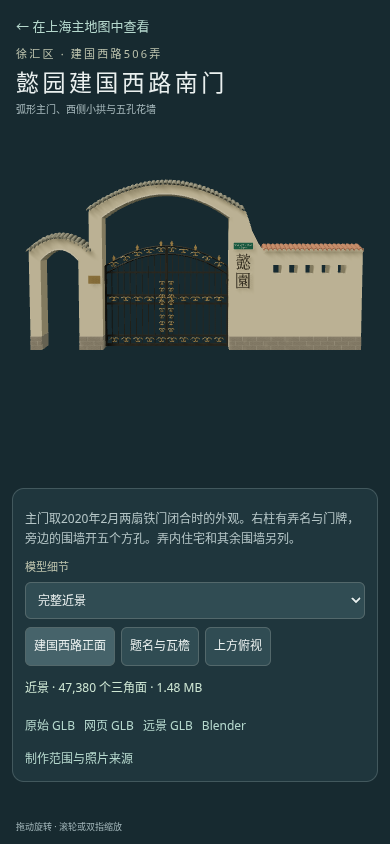 ← 在上海主地图中查看
徐汇区 · 建国西路506弄
懿园建国西路南门
弧形主门、西侧小拱与五孔花墙
懿
園
主门取2020年2月两扇铁门闭合时的外观。右柱有弄名与门牌，
旁边的围墙开五个方孔。弄内住宅和其余围墙另列。
模型细节
完整近景
建国西路正面 题名与瓦檐 上方俯视
近景 · 47,380 个三角面 · 1.48 MB
原始 GLB 网页 GLB 远景 GLB Blender
制作范围与照片来源
拖动旋转 · 滚轮或双指缩放